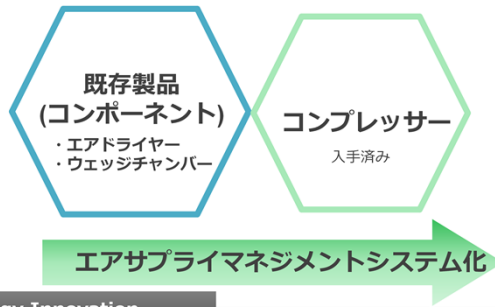 既存製品
(コンポーネント)
・エアドライヤー
・ウェッジチャンバー
コンプレッサー
入手済み
エアサプライマネジメントシステム化
Innovation